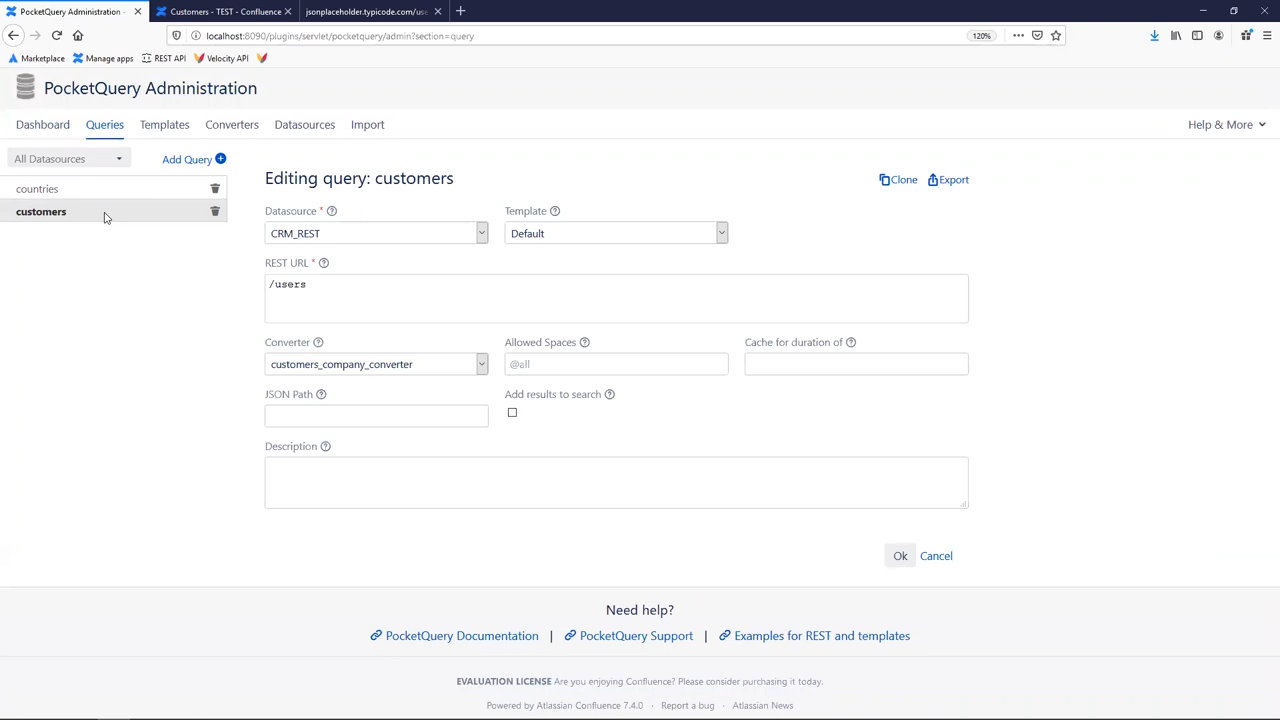 PocketQuery Administration -
Customers - TEST - Confluence
jsonplaceholder.typicode.com/use
localhost:8090/plugins/servlet/pocketquery/admin?section=query
120%
Marketplace
Manage apps
REST API
Velocity API
PocketQuery Administration
Dashboard
Queries
Templates
Converters
Datasources
Import
Help & More
All Datasources
Add Query
countries
customers
Editing query: customers
Clone
Export
Datasource *
Template
CRM_REST
Default
REST URL *
/users
Converter
Allowed Spaces
Cache for duration of
customers_company_converter
@all
JSON Path
Add results to search
Description
Ok
Cancel
Need help?
PocketQuery Documentation | PocketQuery Support | Examples for REST and templates
EVALUATION LICENSE Are you enjoying Confluence? Please consider purchasing it today.
Powered by Atlassian Confluence 7.4.0 · Report a bug · Atlassian News